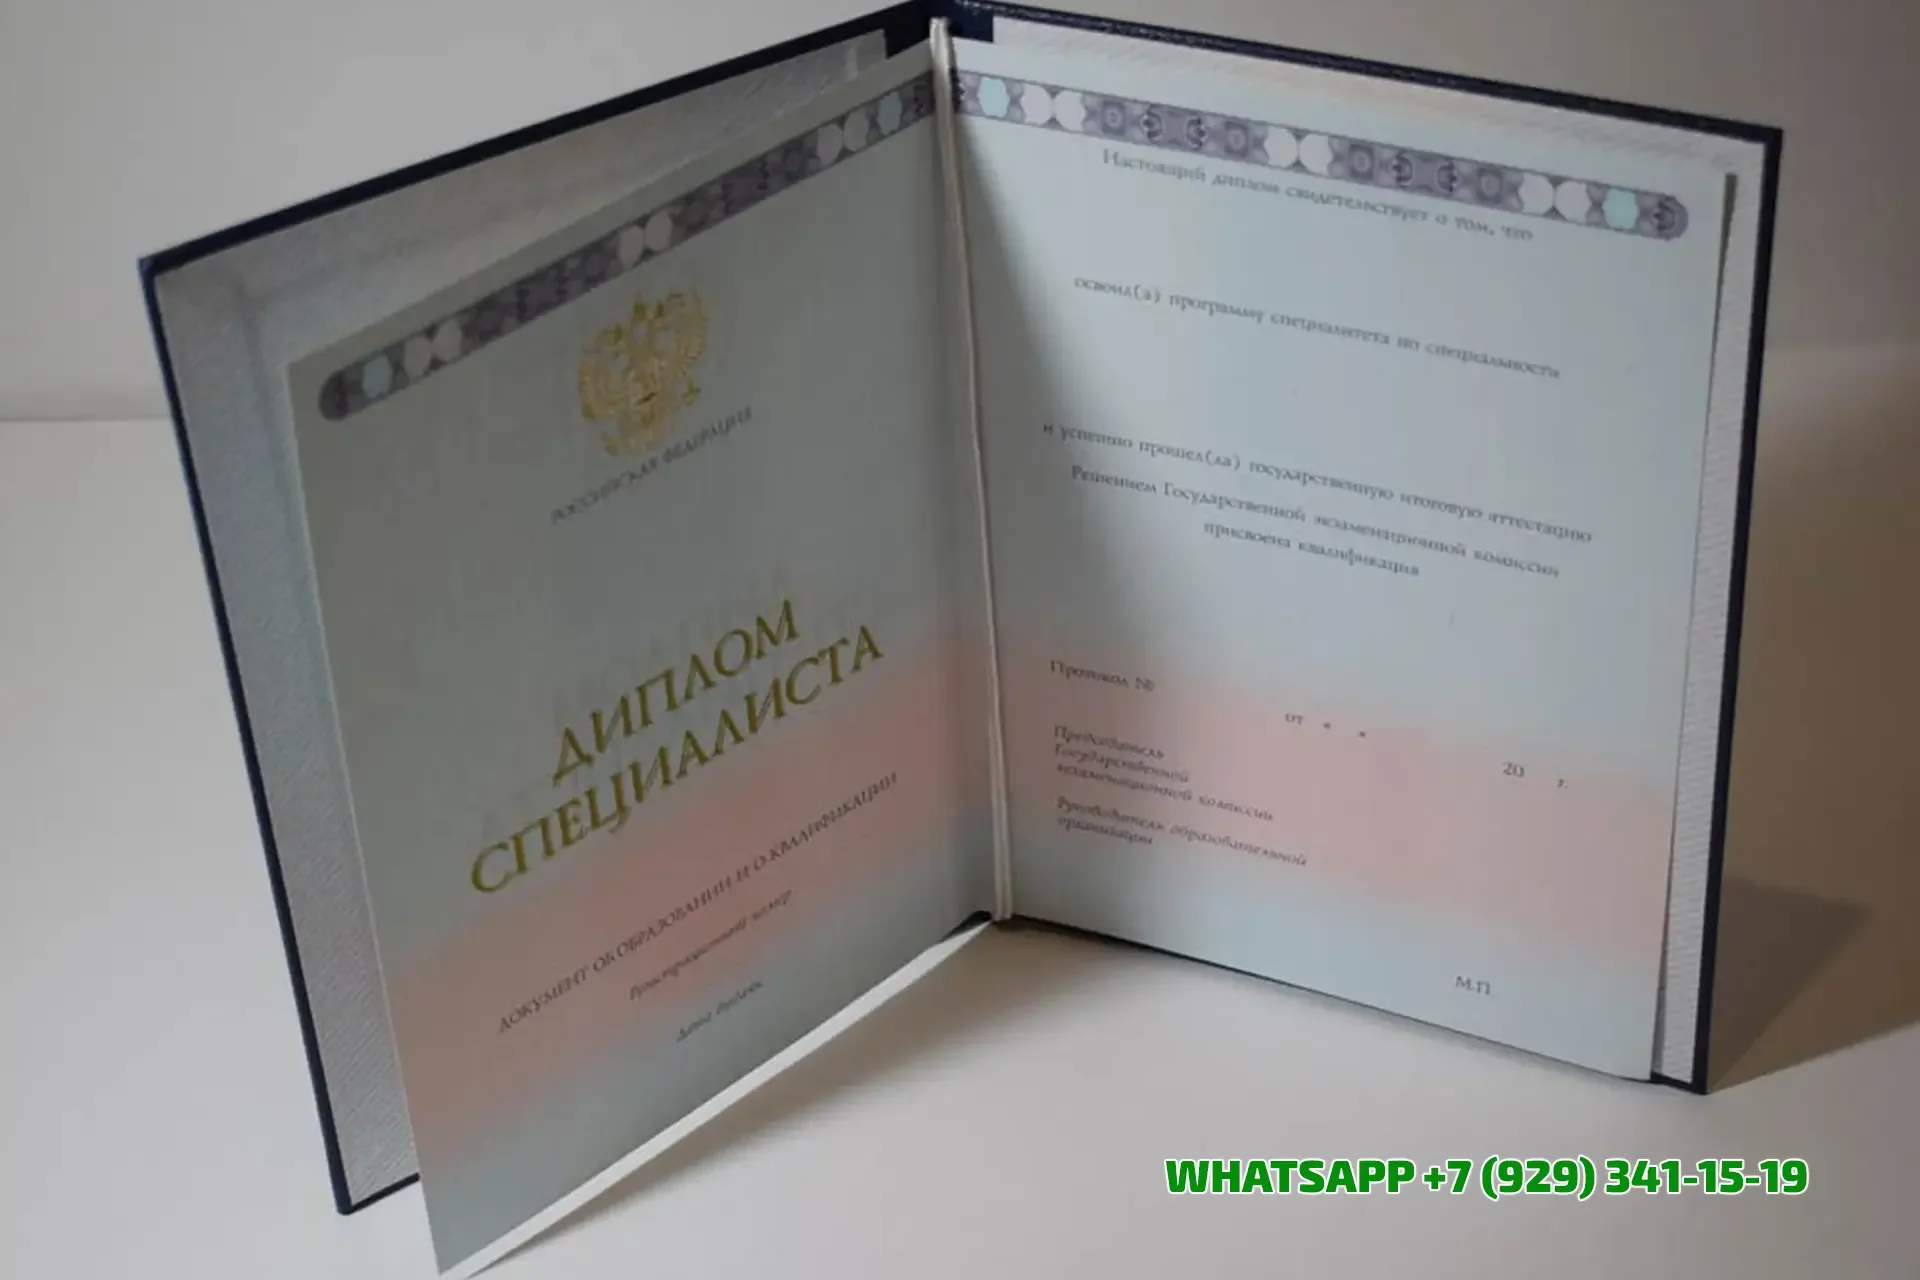 РОССИЙСКАЯ ФЕДЕРАЦИЯ
ДИПЛОМ
СПЕЦИАЛИСТА
ДОКУМЕНТ ОБ ОБРАЗОВАНИИ И О КВАЛИФИКАЦИИ
Регистрационный номер
Дата выдачи
Настоящий диплом свидетельствует о том, что
освоил(а) программу специалитета по специальности
и успешно прошел(ла) государственную итоговую аттестацию
Решением Государственной экзаменационной комиссии
присвоена квалификация
Протокол №
от « »
20 г.
Председатель
Государственной
экзаменационной комиссии
Руководитель образовательной
организации
М.П.
WHATSAPP +7 (929) 341-15-19